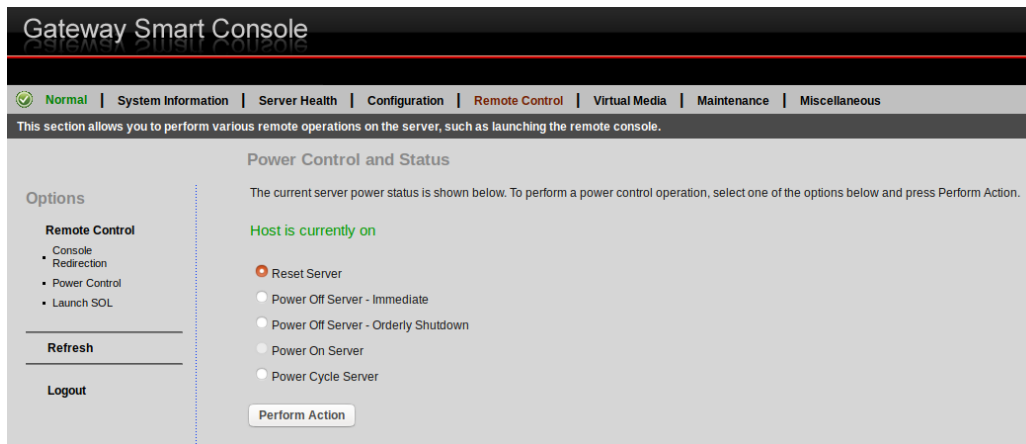 Gateway Smart Console
Normal | System Information | Server Health | Configuration | Remote Control | Virtual Media | Maintenance | Miscellaneous
This section allows you to perform various remote operations on the server, such as launching the remote console.
Power Control and Status
Options
The current server power status is shown below. To perform a power control operation, select one of the options below and press Perform Action.
Remote Control
Console
Redirection
Power Control
Launch SOL
Refresh
Logout
Host is currently on
Reset Server
Power Off Server - Immediate
Power Off Server - Orderly Shutdown
Power On Server
Power Cycle Server
Perform Action